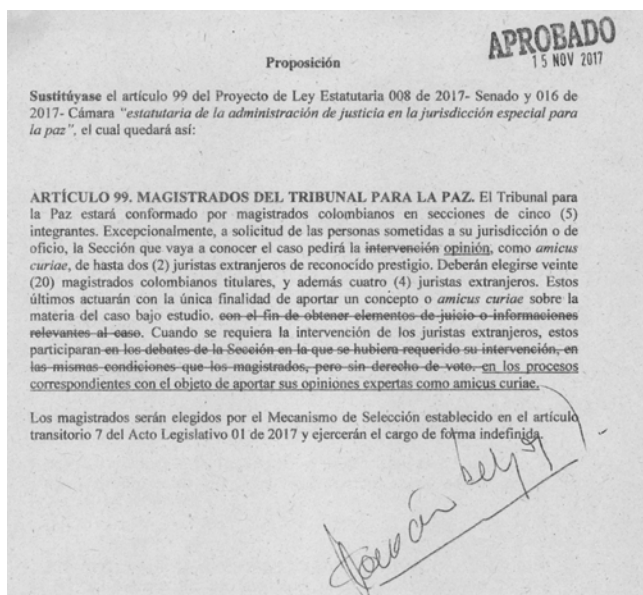 APROBADO
15 NOV 2017
Proposición
Sustitúyase el artículo 99 del Proyecto de Ley Estatutaria 008 de 2017- Senado y 016 de
2017- Cámara "estatutaria de la administración de justicia en la jurisdicción especial para
la paz", el cual quedará así:
ARTÍCULO 99. MAGISTRADOS DEL TRIBUNAL PARA LA PAZ. El Tribunal para
la Paz estará conformado por magistrados colombianos en secciones de cinco (5)
integrantes. Excepcionalmente, a solicitud de las personas sometidas a su jurisdicción o de
oficio, la Sección que vaya a conocer el caso pedirá la intervención opinión, como amicus
curiae, de hasta dos (2) juristas extranjeros de reconocido prestigio. Deberán elegirse veinte
(20) magistrados colombianos titulares, y además cuatro (4) juristas extranjeros. Estos
últimos actuarán con la única finalidad de aportar un concepto o amicus curiae sobre la
materia del caso bajo estudio. con el fin de obtener elementos de juicio o informaciones
relevantes al caso. Cuando se requiera la intervención de los juristas extranjeros, estos
participaran en los debates de la Sección en la que se hubiera requerido su intervención, en
las mismas condiciones que los magistrados, pero sin derecho de voto. en los procesos
correspondientes con el objeto de aportar sus opiniones expertas como amicus curiae.
Los magistrados serán elegidos por el Mecanismo de Selección establecido en el artículo
transitorio 7 del Acto Legislativo 01 de 2017 y ejercerán el cargo de forma indefinida.